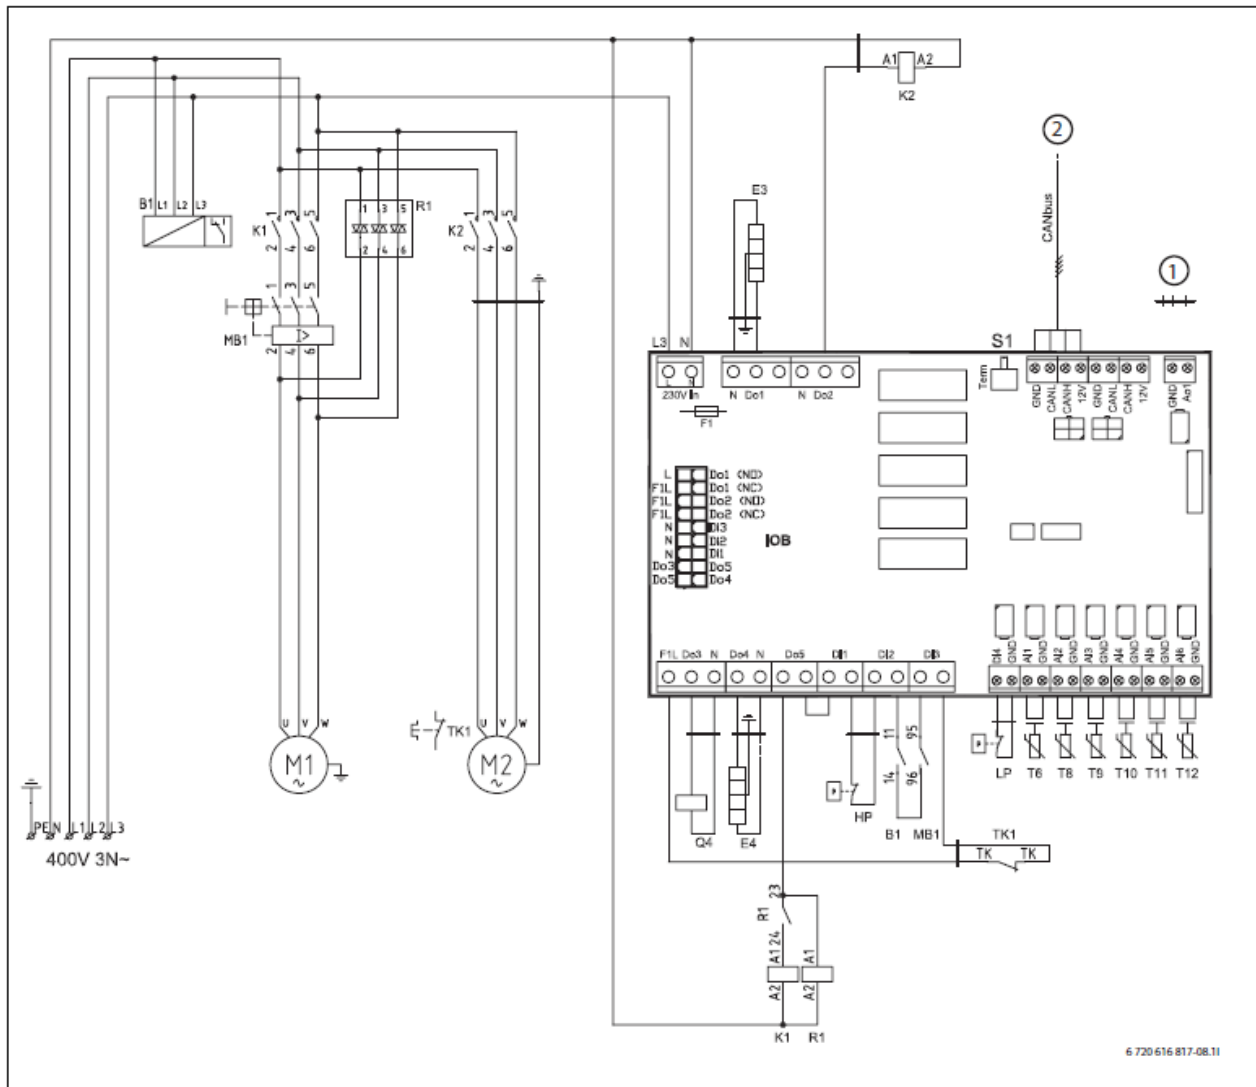 A1 A2
K2
2
CANbus
1
E3
B1 L1 L2 L3
K1 1 3 5
2 4 6
1 3 5 R1
2 4 6
K2 1 3 5
2 4 6
1 3 5
I>
MB1
2 4 6
L3 N
S1
Term
L N
230V In
F1
N Do1 N Do2
GND CANL CANH 12V GND CANL CANH 12V
GND Ao1
L Do1 (NO)
F1L Do1 (NC)
F1L Do2 (NO)
F1L Do2 (NC)
N DI3
N DI2
N DI1
Do3 Do5
Do5 Do4
IOB
F1L Do3 N Do4 N Do5 DI1 DI2 DI3
DI4 GND AI1 GND AI2 GND AI3 GND AI4 GND AI5 GND AI6 GND
U V W
M1
~
TK1
U V W
M2
~
11 95
14 96
P
HP
P
LP T6 T8 T9 T10 T11 T12
Q4 E4 B1 MB1
TK1
TK TK
PE N L1 L2 L3
400V 3N~
23
R1
24
A1 A1
A2 A2
K1 R1
6 720 616 817-08.1I